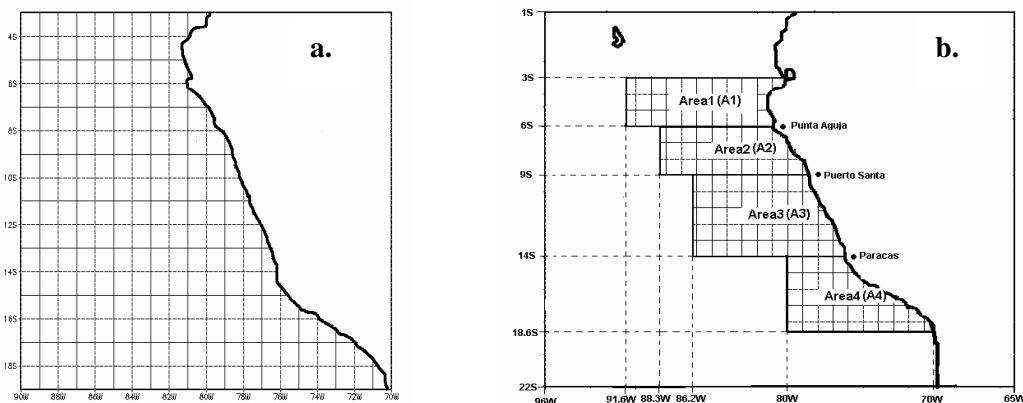 a.
4S
6S
8S
10S
12S
14S
16S
18S
90W 88W 86W 84W 82W 80W 78W 76W 74W 72W 70W
b.
1S
3S
Area1 (A1)
6S
Punta Aguja
Area2 (A2)
9S
Puerto Santa
Area3 (A3)
14S
Paracas
Area4 (A4)
18.6S
22S
96W 91.6W 88.3W 86.2W 80W 70W 65W